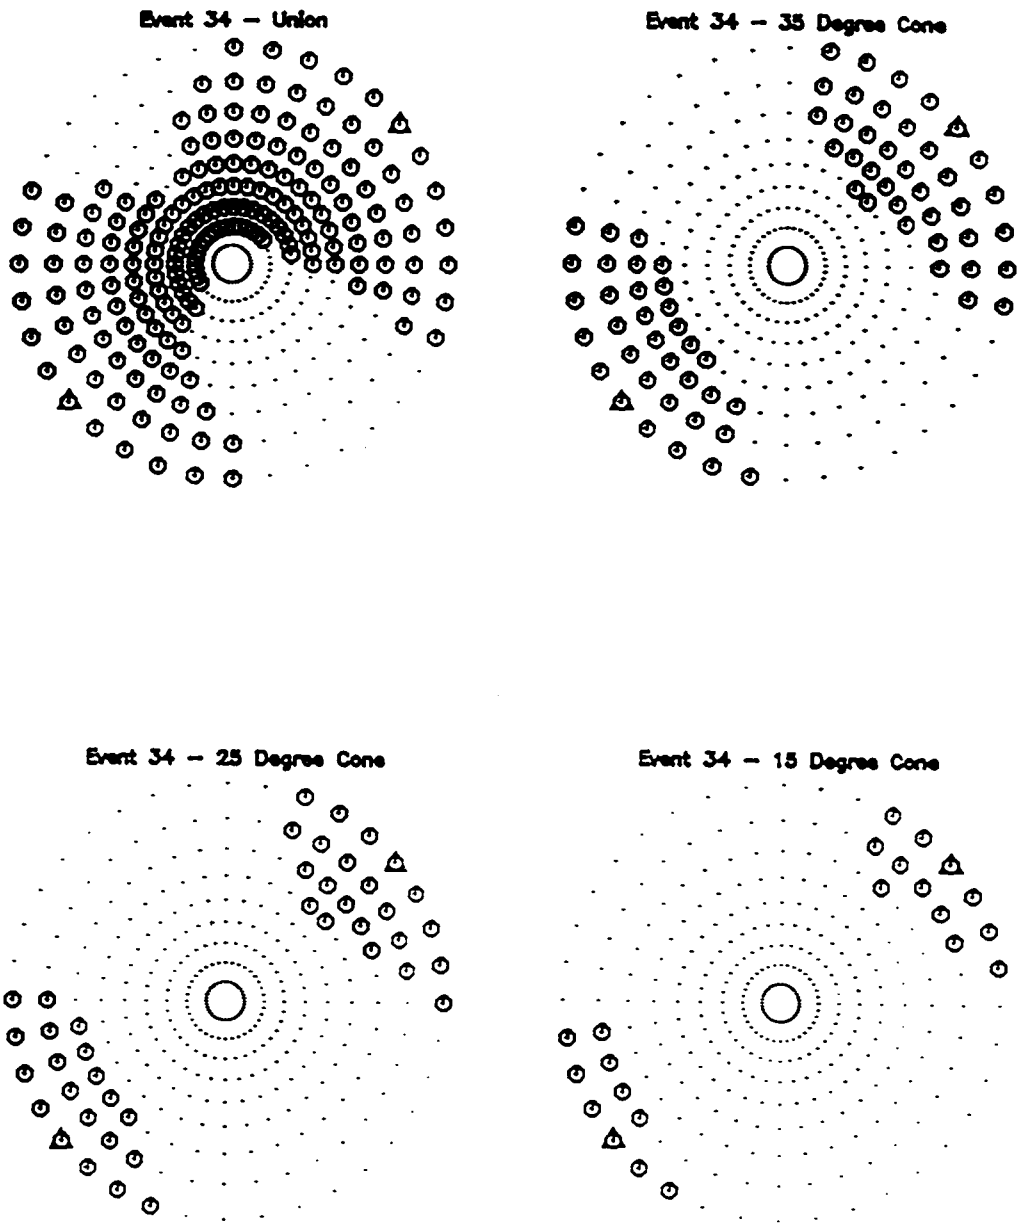 Event 34 – Union
Event 34 – 35 Degree Cone
Event 34 – 25 Degree Cone
Event 34 – 15 Degree Cone